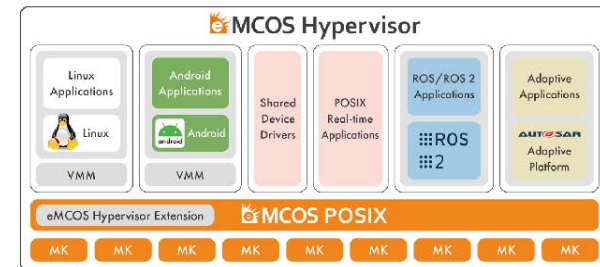 eMCOS Hypervisor
Linux
Applications
Linux
VMM
Android
Applications
android
Android
VMM
Shared
Device
Drivers
POSIX
Real-time
Applications
ROS/ROS 2
Applications
ROS
2
Adaptive
Applications
AUTOSAR
Adaptive
Platform
eMCOS Hypervisor Extension
eMCOS POSIX
MK MK MK MK MK MK MK MK MK